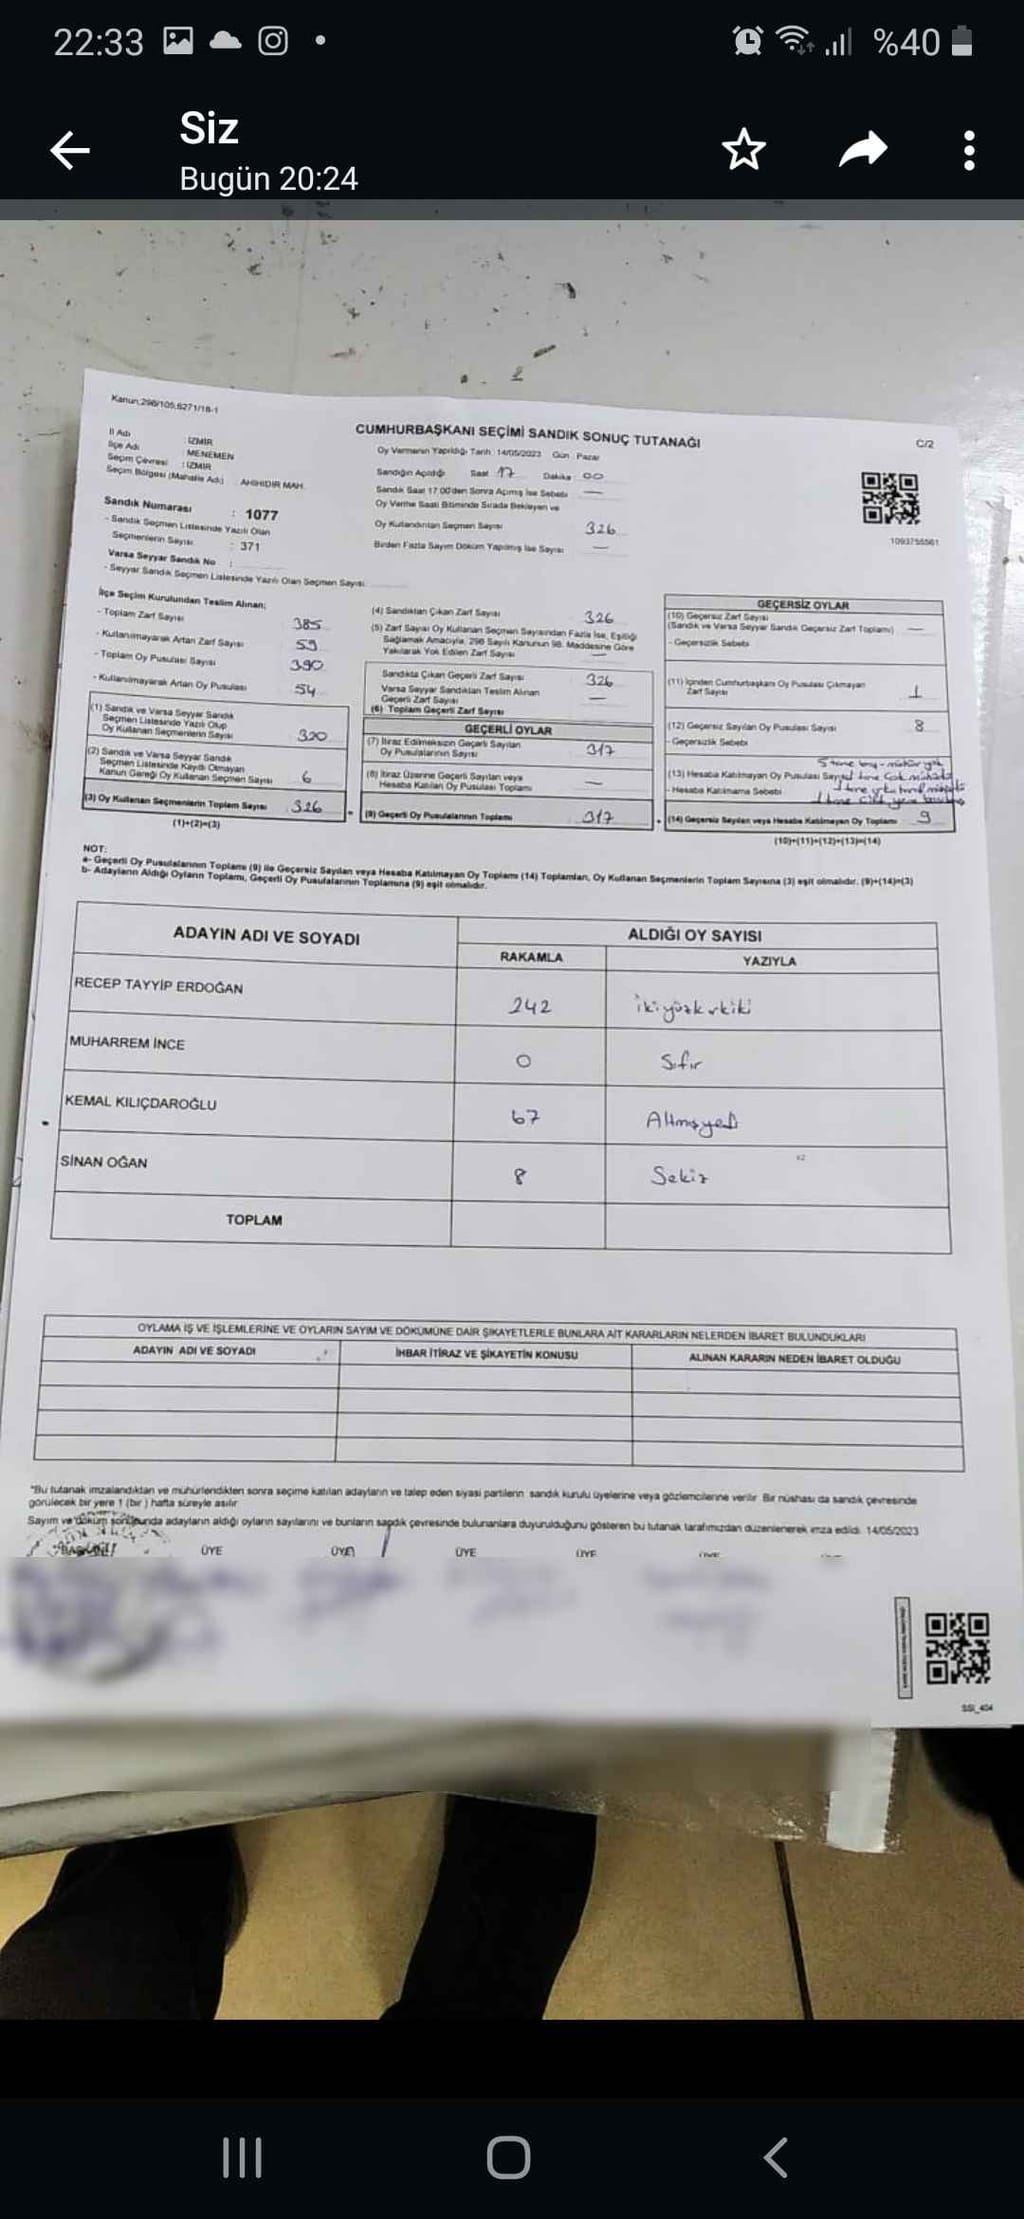 22:33
%40
Siz
Bugün 20:24
Kanun:298/105,6271/18-1
CUMHURBAŞKANI SEÇİMİ SANDIK SONUÇ TUTANAĞI
C/2
İl Adı : İZMİR
İlçe Adı : MENEMEN
Seçim Çevresi : İZMİR
Seçim Bölgesi (Mahalle Adı) : AHIHIDIR MAH.
Oy Vermenin Yapıldığı Tarih: 14/05/2023 Gün: Pazar
Sandığın Açıldığı Saat 17 Dakika 00
Sandık Saat 17.00'den Sonra Açılmış İse Sebebi —
Oy Verme Saati Bitiminde Sırada Bekleyen ve
Oy Kullandırılan Seçmen Sayısı 326
Birden Fazla Sayım Döküm Yapılmış İse Sayısı —
1093755561
Sandık Numarası : 1077
- Sandık Seçmen Listesinde Yazılı Olan
Seçmenlerin Sayısı : 371
Varsa Seyyar Sandık No :
- Seyyar Sandık Seçmen Listesinde Yazılı Olan Seçmen Sayısı
İlçe Seçim Kurulundan Teslim Alınan;
- Toplam Zarf Sayısı 385
- Kullanılmayarak Artan Zarf Sayısı 59
- Toplam Oy Pusulası Sayısı 380
- Kullanılmayarak Artan Oy Pusulası 54
(1) Sandık ve Varsa Seyyar Sandık
Seçmen Listesinde Yazılı Olup
Oy Kullanan Seçmenlerin Sayısı 320
(2) Sandık ve Varsa Seyyar Sandık
Seçmen Listesinde Kaydı Olmayan
Kanun Gereği Oy Kullanan Seçmen Sayısı 6
(3) Oy Kullanan Seçmenlerin Toplam Sayısı 326
(1)+(2)=(3)
(4) Sandıktan Çıkan Zarf Sayısı 326
(5) Zarf Sayısı Oy Kullanan Seçmen Sayısından Fazla İse, Eşitliği
Sağlamak Amacıyla, 298 Sayılı Kanunun 98. Maddesine Göre
Yakılarak Yok Edilen Zarf Sayısı —
Sandıkta Çıkan Geçerli Zarf Sayısı 326
Varsa Seyyar Sandıktan Teslim Alınan
Geçerli Zarf Sayısı —
(6) Toplam Geçerli Zarf Sayısı
GEÇERLİ OYLAR
(7) İtiraz Edilmeksizin Geçerli Sayılan
Oy Pusulalarının Sayısı 317
(8) İtiraz Üzerine Geçerli Sayılan veya
Hesaba Katılan Oy Pusulası Toplamı —
(9) Geçerli Oy Pusulalarının Toplamı 317
GEÇERSİZ OYLAR
(10) Geçersiz Zarf Sayısı
(Sandık ve Varsa Seyyar Sandık Geçersiz Zarf Toplamı) —
- Geçersizlik Sebebi
(11) İçinden Cumhurbaşkanı Oy Pusulası Çıkmayan
Zarf Sayısı 1
(12) Geçersiz Sayılan Oy Pusulası Sayısı 8
- Geçersizlik Sebebi
(13) Hesaba Katılmayan Oy Pusulası
- Hesaba Katılmama Sebebi
(14) Geçersiz Sayılan veya Hesaba Katılmayan Oy Toplamı 9
(10)+(11)+(12)+(13)=(14)
NOT:
a- Geçerli Oy Pusulalarının Toplamı (9) ile Geçersiz Sayılan veya Hesaba Katılmayan Oy Toplamı (14) Toplamları, Oy Kullanan Seçmenlerin Toplam Sayısına (3) eşit olmalıdır. (9)+(14)=(3)
b- Adayların Aldığı Oyların Toplamı, Geçerli Oy Pusulalarının Toplamına (9) eşit olmalıdır.
ADAYIN ADI VE SOYADI
ALDIĞI OY SAYISI
RAKAMLA YAZIYLA
RECEP TAYYİP ERDOĞAN 242 ikiyüzkırkiki
MUHARREM İNCE 0 Sıfır
KEMAL KILIÇDAROĞLU 67 Altmışyedi
SİNAN OĞAN 8 Sekiz
TOPLAM
OYLAMA İŞ VE İŞLEMLERİNE VE OYLARIN SAYIM VE DÖKÜMÜNE DAİR ŞİKAYETLERLE BUNLARA AİT KARARLARIN NELERDEN İBARET BULUNDUKLARI
ADAYIN ADI VE SOYADI İHBAR İTİRAZ VE ŞİKAYETİN KONUSU ALINAN KARARIN NEDEN İBARET OLDUĞU
"Bu tutanak imzalandıktan ve mühürlendikten sonra seçime katılan adayların ve talep eden siyasi partilerin sandık kurulu üyelerine veya gözlemcilerine verilir. Bir nüshası da sandık çevresinde
görülecek bir yere 1 (bir) hafta süreyle asılır
Sayım ve döküm sonucunda adayların aldığı oyların sayılarını ve bunların sandık çevresinde bulunanlara duyurulduğunu gösteren bu tutanak tarafımızdan düzenlenerek imza edildi. 14/05/2023
BAŞKAN ÜYE ÜYE ÜYE ÜYE ÜYE
SSI_404